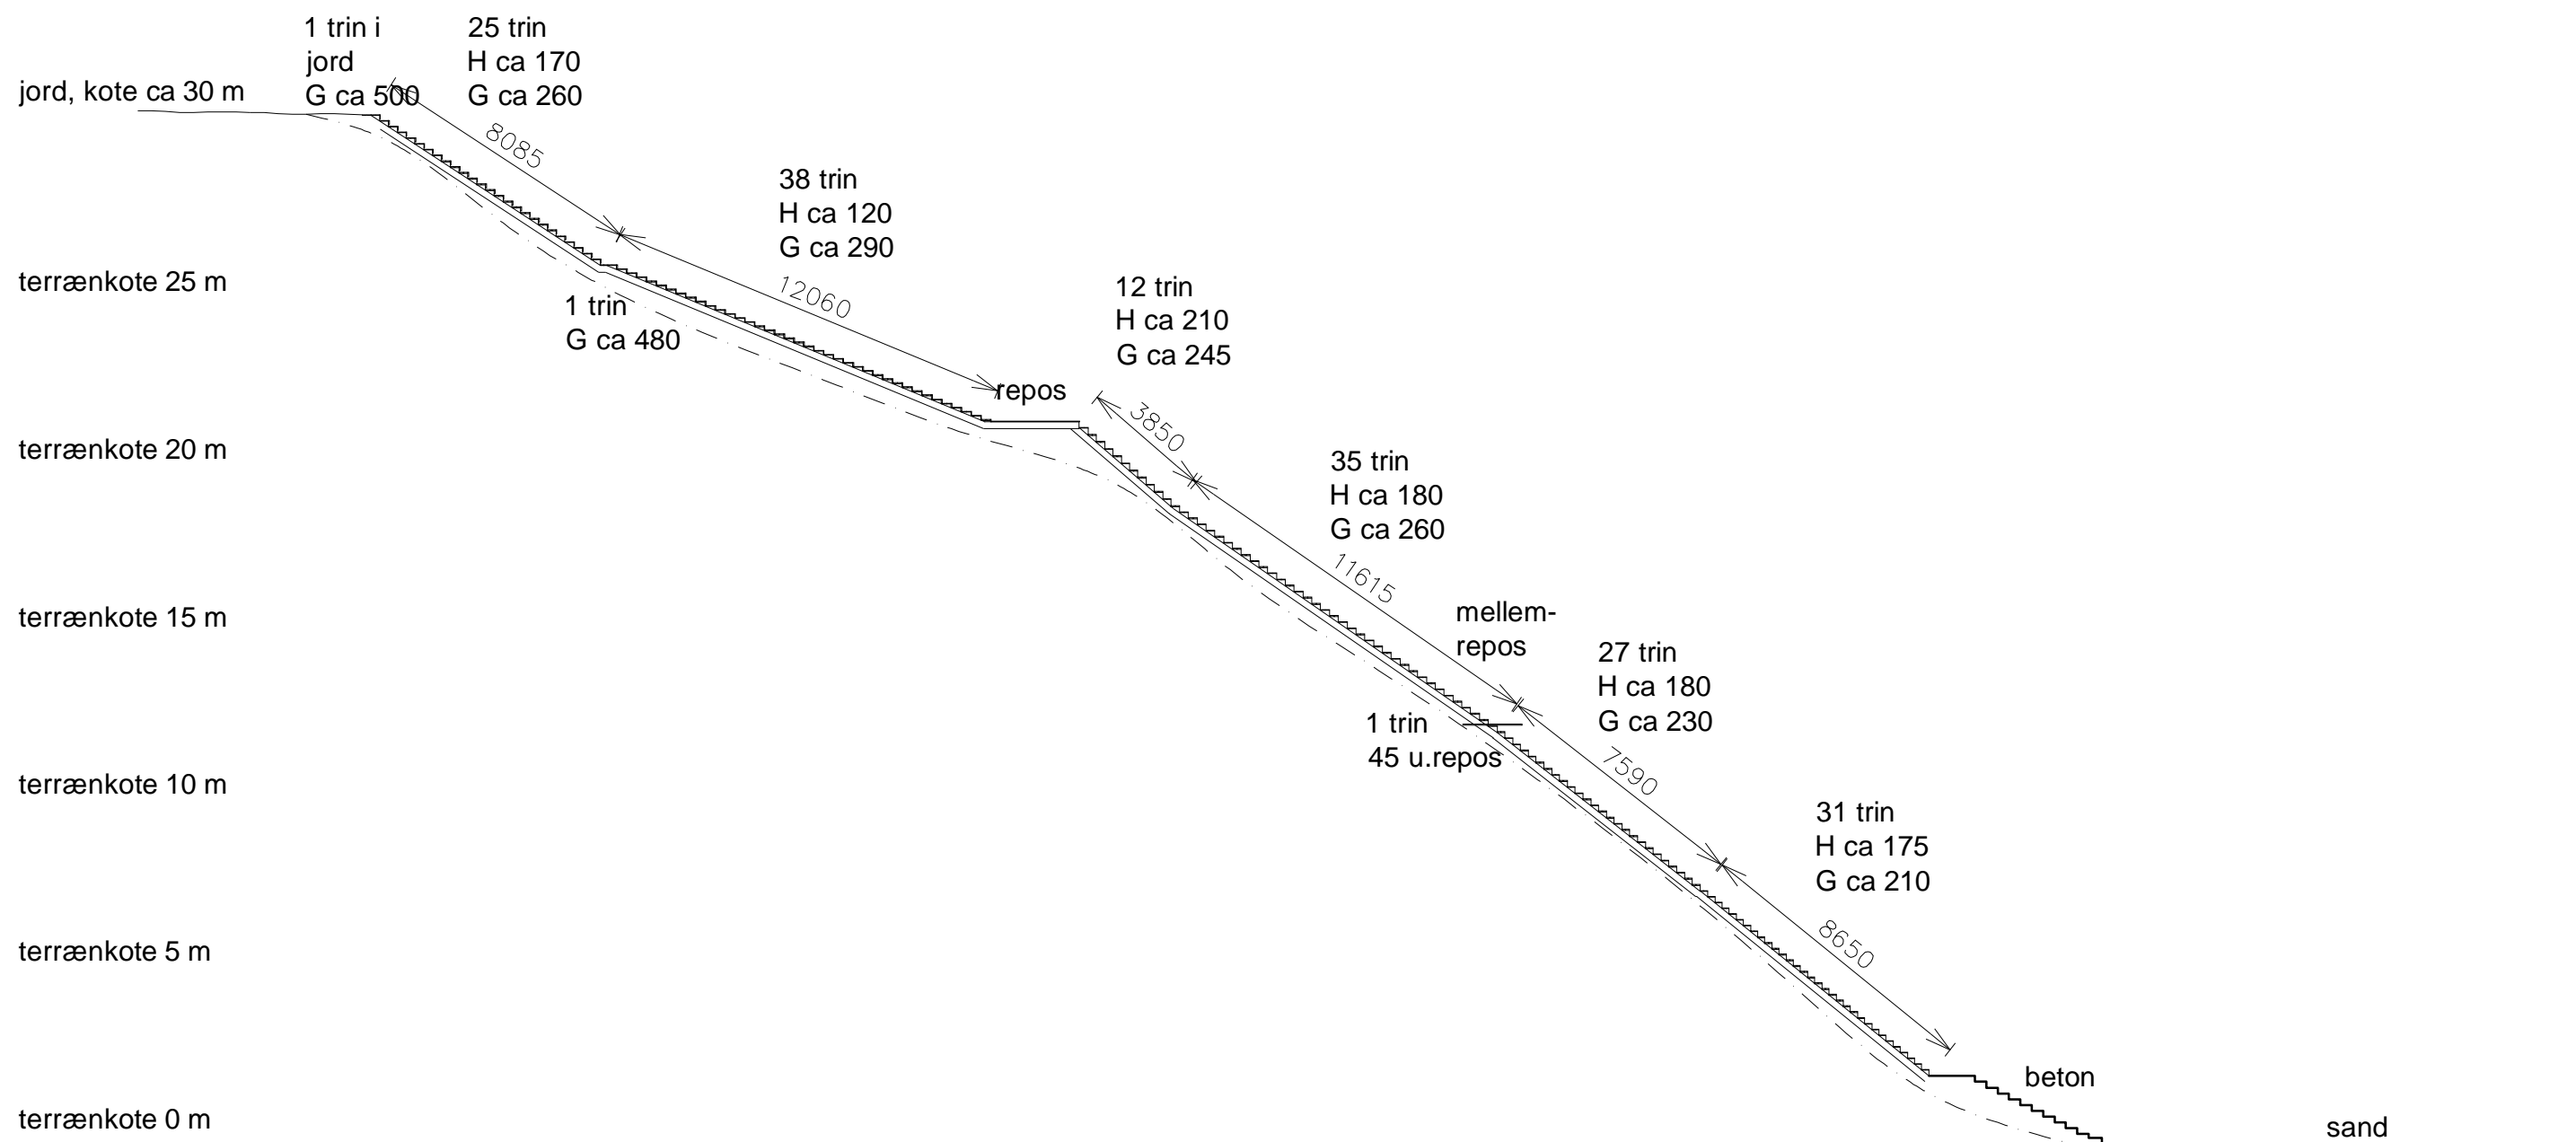 1 trin i
jord
G ca 500
25 trin
H ca 170
G ca 260
jord, kote ca 30 m
8085
38 trin
H ca 120
G ca 290
terrænkote 25 m
12060
1 trin
G ca 480
12 trin
H ca 210
G ca 245
repos
3850
terrænkote 20 m
35 trin
H ca 180
G ca 260
11615
terrænkote 15 m
mellem-
repos
27 trin
H ca 180
G ca 230
1 trin
45 u.repos
7590
terrænkote 10 m
31 trin
H ca 175
G ca 210
8650
terrænkote 5 m
beton
terrænkote 0 m
sand